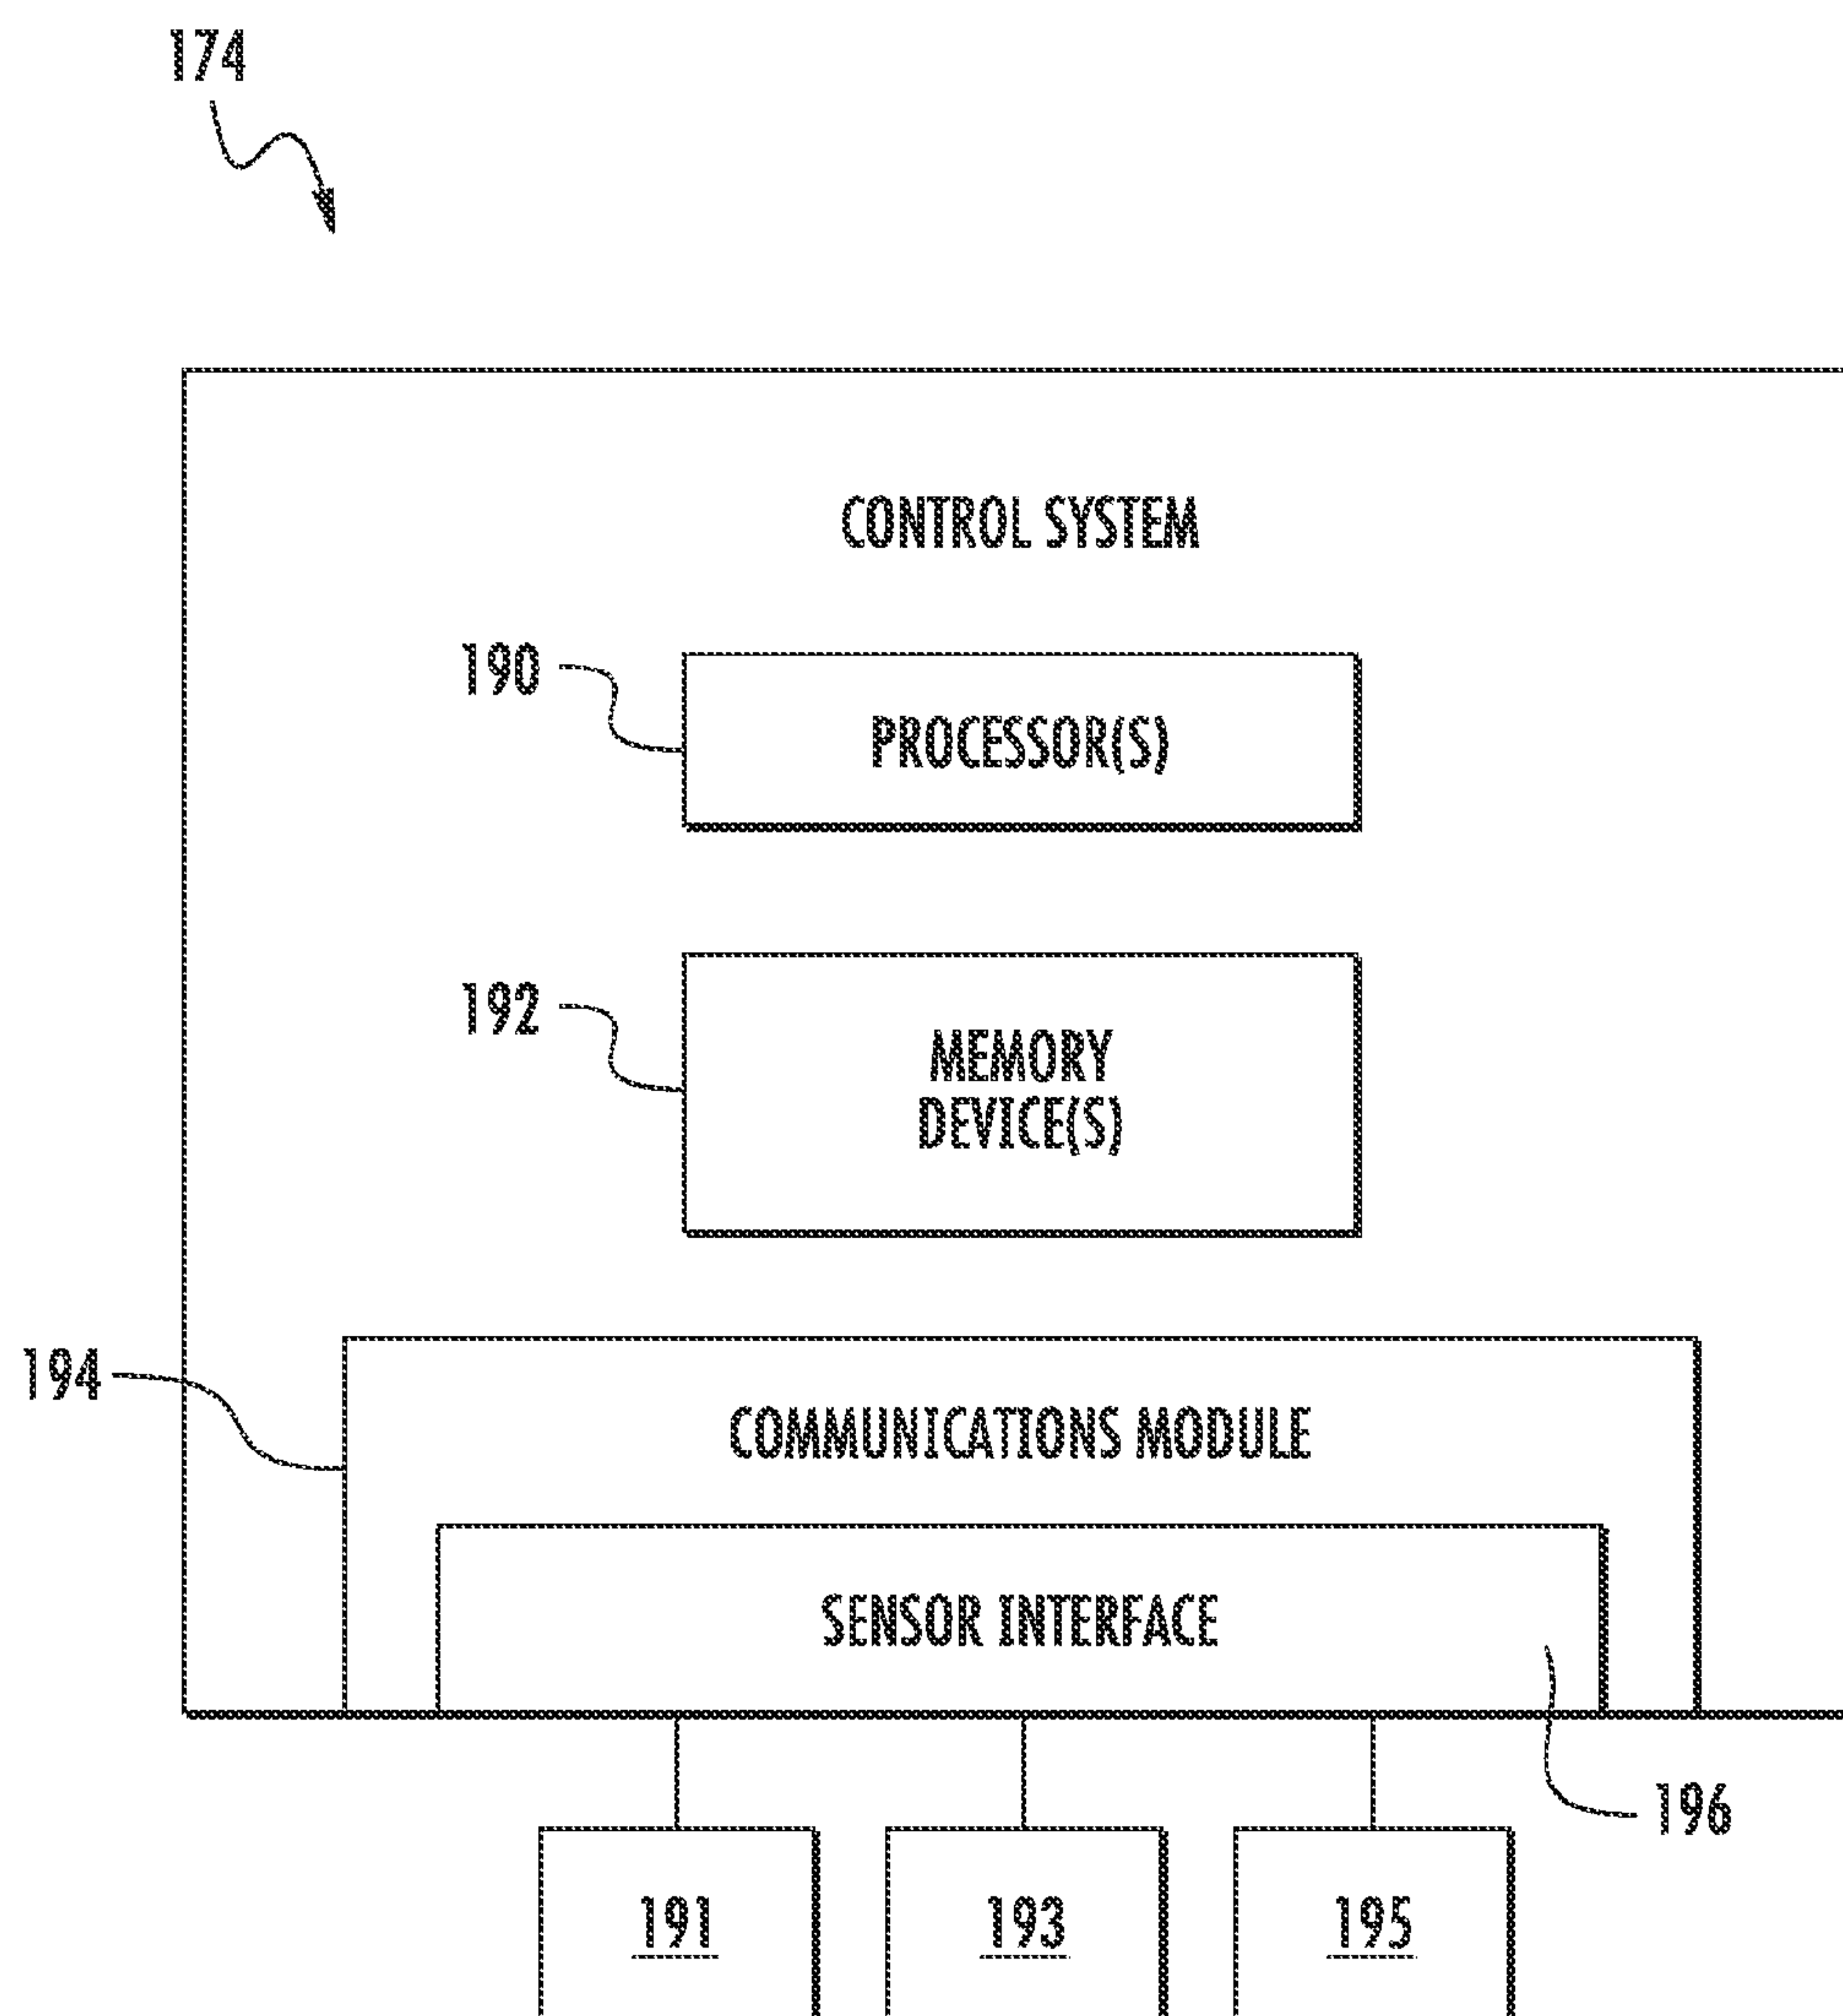 174
CONTROL SYSTEM
190
PROCESSOR(S)
192
MEMORY
DEVICE(S)
194
COMMUNICATIONS MODULE
SENSOR INTERFACE
196
191
193
195